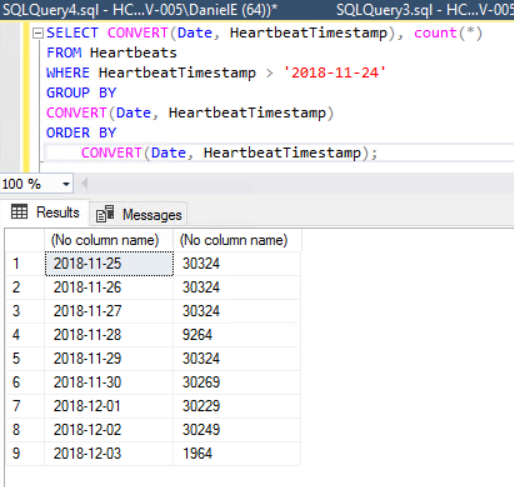 SQLQuery4.sql - HC...V-005\DanielE (64))* SQLQuery3.sql - HC...V-005
SELECT CONVERT(Date, HeartbeatTimestamp), count(*)
FROM Heartbeats
WHERE HeartbeatTimestamp > '2018-11-24'
GROUP BY
CONVERT(Date, HeartbeatTimestamp)
ORDER BY
CONVERT(Date, HeartbeatTimestamp);
100 %
Results Messages
(No column name) (No column name)
1 2018-11-25 30324
2 2018-11-26 30324
3 2018-11-27 30324
4 2018-11-28 9264
5 2018-11-29 30324
6 2018-11-30 30269
7 2018-12-01 30229
8 2018-12-02 30249
9 2018-12-03 1964